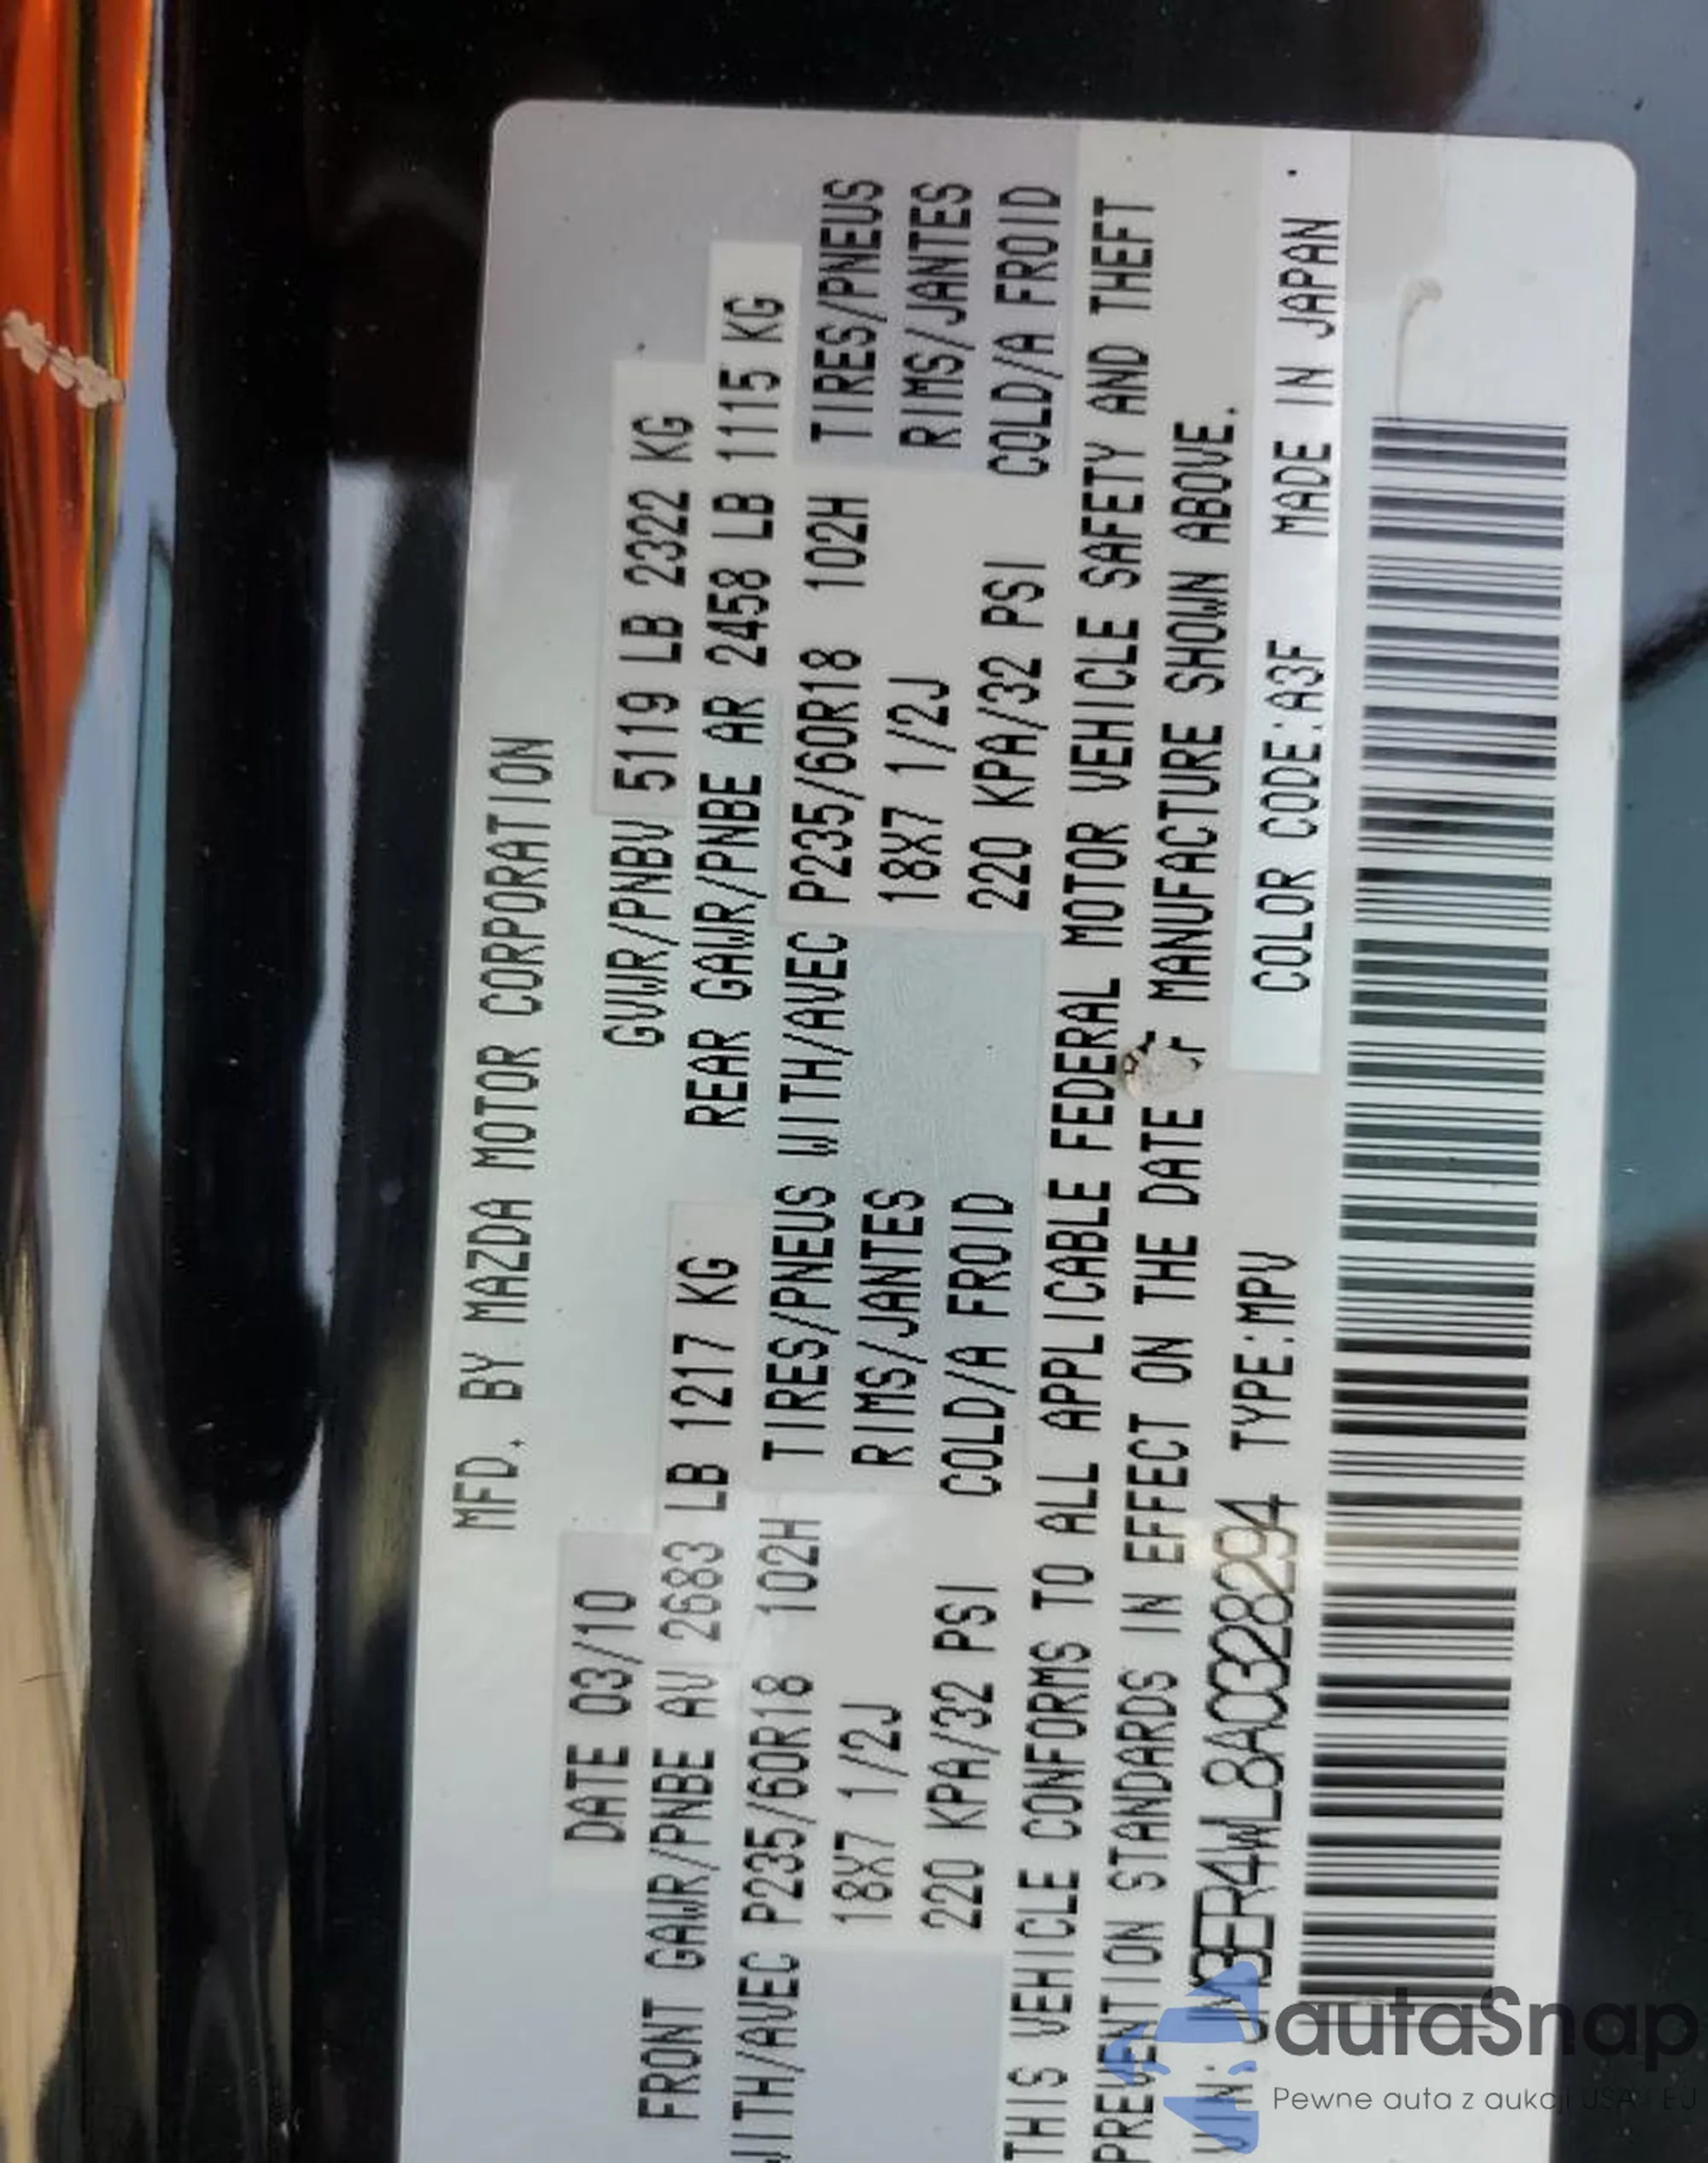 MFD. BY MAZDA MOTOR CORPORATION
DATE 03/10 GVWR/PNBV 5119 LB 2322 KG
FRONT GAWR/PNBE AV 2683 LB 1217 KG REAR GAWR/PNBE AR 2458 LB 1115 KG
WITH/AVEC P235/60R18 102H TIRES/PNEUS WITH/AVEC P235/60R18 102H TIRES/PNEUS
18X7 1/2J RIMS/JANTES 18X7 1/2J RIMS/JANTES
220 KPA/32 PSI COLD/A FROID 220 KPA/32 PSI COLD/A FROID
THIS VEHICLE CONFORMS TO ALL APPLICABLE FEDERAL MOTOR VEHICLE SAFETY AND THEFT
PREVENTION STANDARDS IN EFFECT ON THE DATE OF MANUFACTURE SHOWN ABOVE.
VIN: JM3ER4WL8A0328294 TYPE:MPV COLOR CODE:A3F MADE IN JAPAN
autaSnap
Pewne auta z aukcji USA i EJ